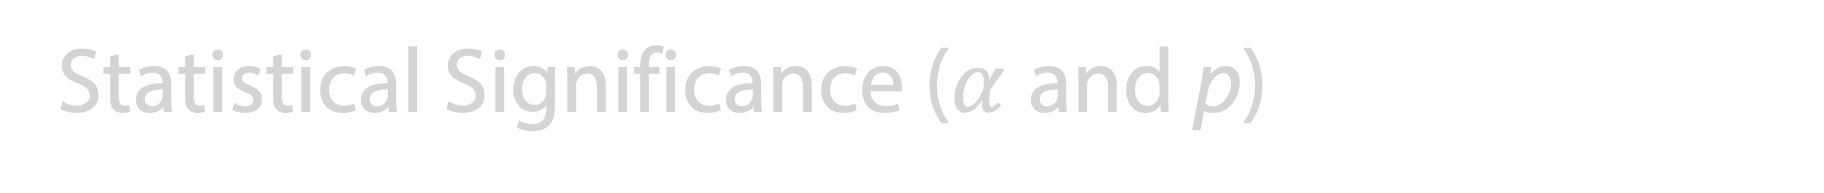 Statistical Significance (α and p)